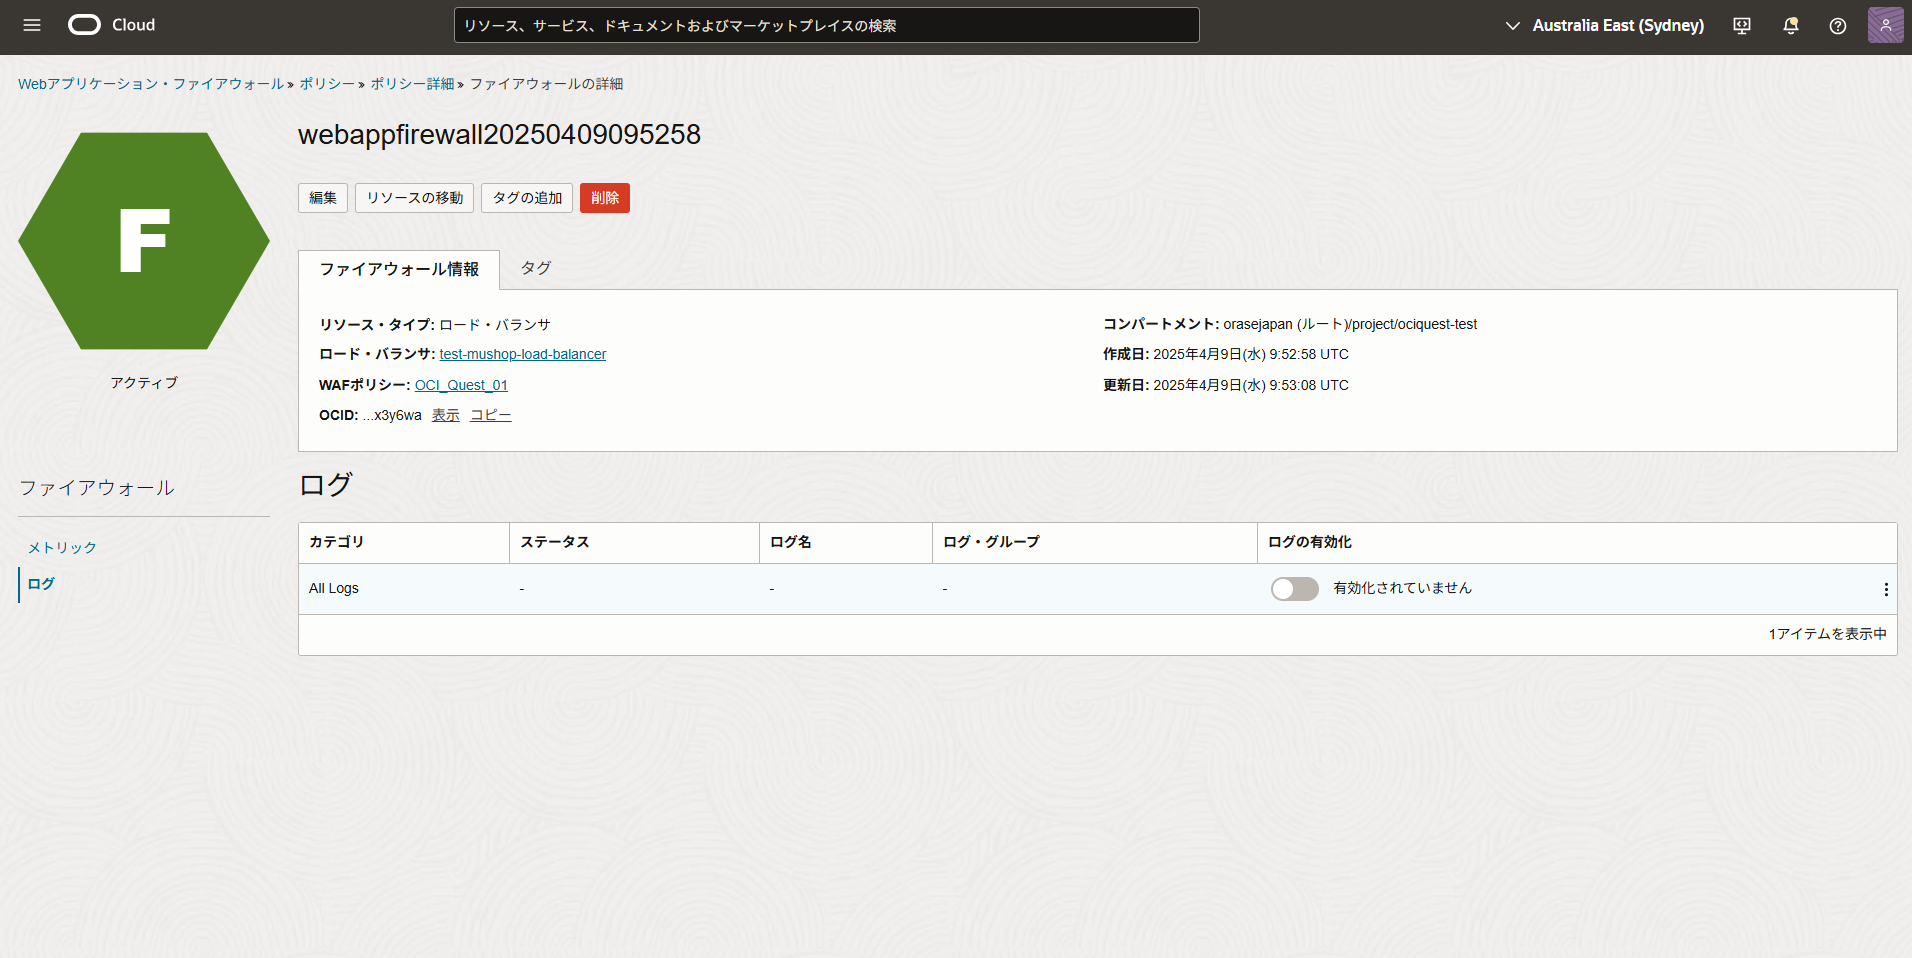 Cloud
リソース、サービス、ドキュメントおよびマーケットプレイスの検索
Australia East (Sydney)
Webアプリケーション・ファイアウォール » ポリシー » ポリシー詳細 » ファイアウォールの詳細
F
アクティブ
webappfirewall20250409095258
編集 リソースの移動 タグの追加 削除
ファイアウォール情報 タグ
リソース・タイプ: ロード・バランサ
ロード・バランサ: test-mushop-load-balancer
WAFポリシー: OCI_Quest_01
OCID: ...x3y6wa 表示 コピー
コンパートメント: orasejapan (ルート)/project/ociquest-test
作成日: 2025年4月9日(水) 9:52:58 UTC
更新日: 2025年4月9日(水) 9:53:08 UTC
ファイアウォール
メトリック
ログ
ログ
カテゴリ ステータス ログ名 ログ・グループ ログの有効化
All Logs - - - 有効化されていません
1アイテムを表示中